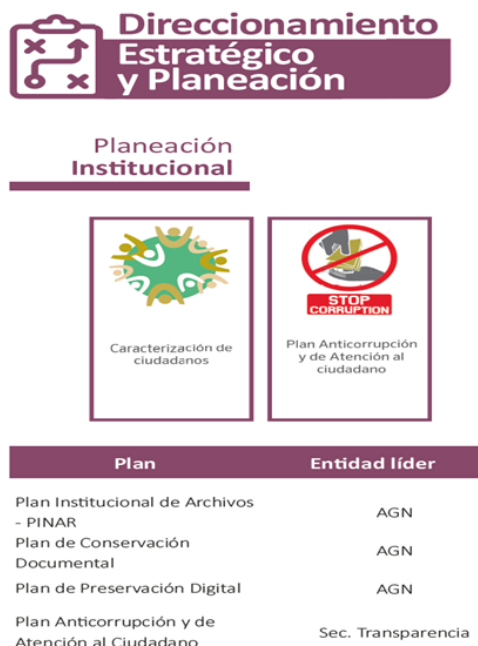 Direccionamiento
Estratégico
y Planeación
Planeación
Institucional
Caracterización de
ciudadanos
STOP
CORRUPTION
Plan Anticorrupción
y de Atención al
ciudadano
Plan Entidad líder
Plan Institucional de Archivos
- PINAR
AGN
Plan de Conservación
Documental
AGN
Plan de Preservación Digital AGN
Plan Anticorrupción y de
Atención al Ciudadano
Sec. Transparencia